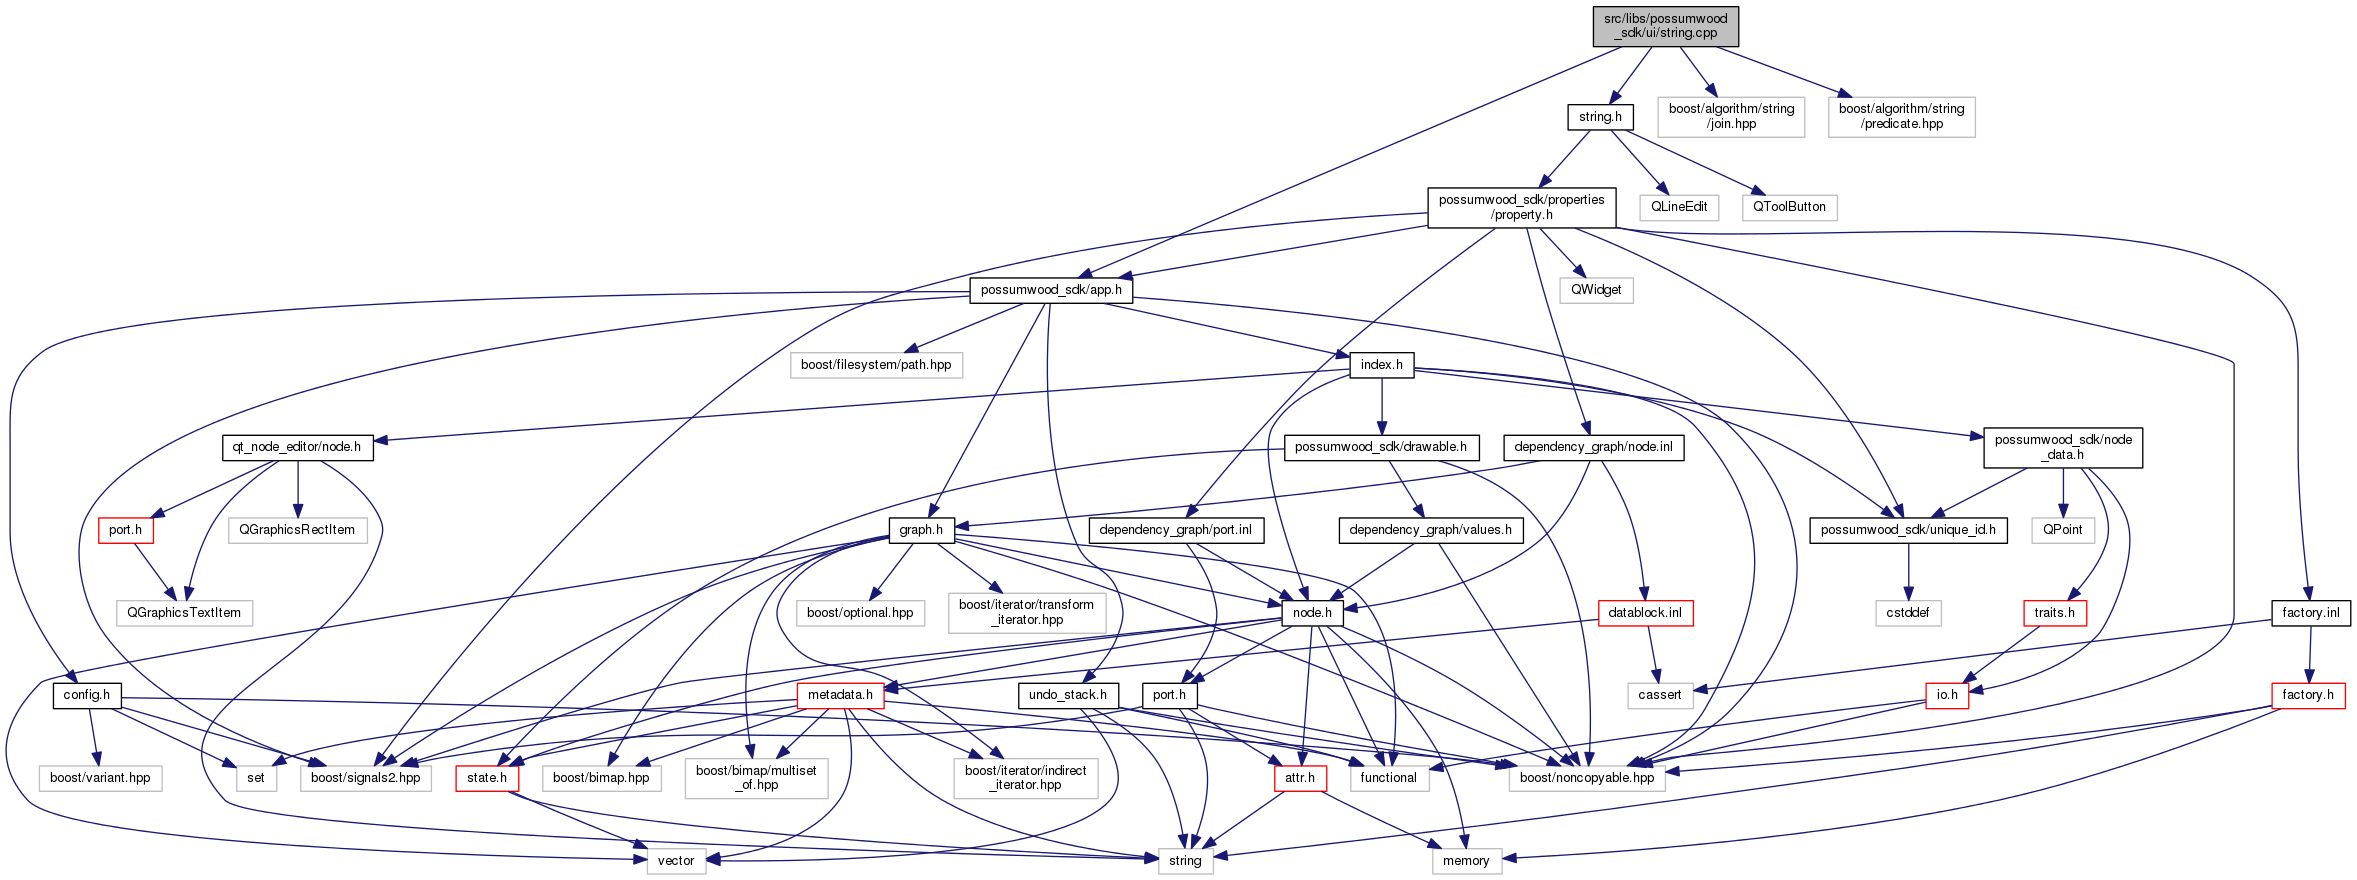 src/libs/possumwood
_sdk/ui/string.cpp
string.h
boost/algorithm/string
/join.hpp
boost/algorithm/string
/predicate.hpp
possumwood_sdk/properties
/property.h
QLineEdit
QToolButton
possumwood_sdk/app.h
QWidget
boost/filesystem/path.hpp
index.h
qt_node_editor/node.h
possumwood_sdk/drawable.h
dependency_graph/node.inl
possumwood_sdk/node
_data.h
port.h
QGraphicsRectItem
graph.h
dependency_graph/port.inl
dependency_graph/values.h
possumwood_sdk/unique_id.h
QPoint
QGraphicsTextItem
boost/optional.hpp
boost/iterator/transform
_iterator.hpp
node.h
datablock.inl
cstddef
traits.h
factory.inl
config.h
metadata.h
undo_stack.h
port.h
cassert
io.h
factory.h
boost/variant.hpp
set
boost/signals2.hpp
state.h
boost/bimap.hpp
boost/bimap/multiset
_of.hpp
boost/iterator/indirect
_iterator.hpp
attr.h
functional
boost/noncopyable.hpp
vector
string
memory